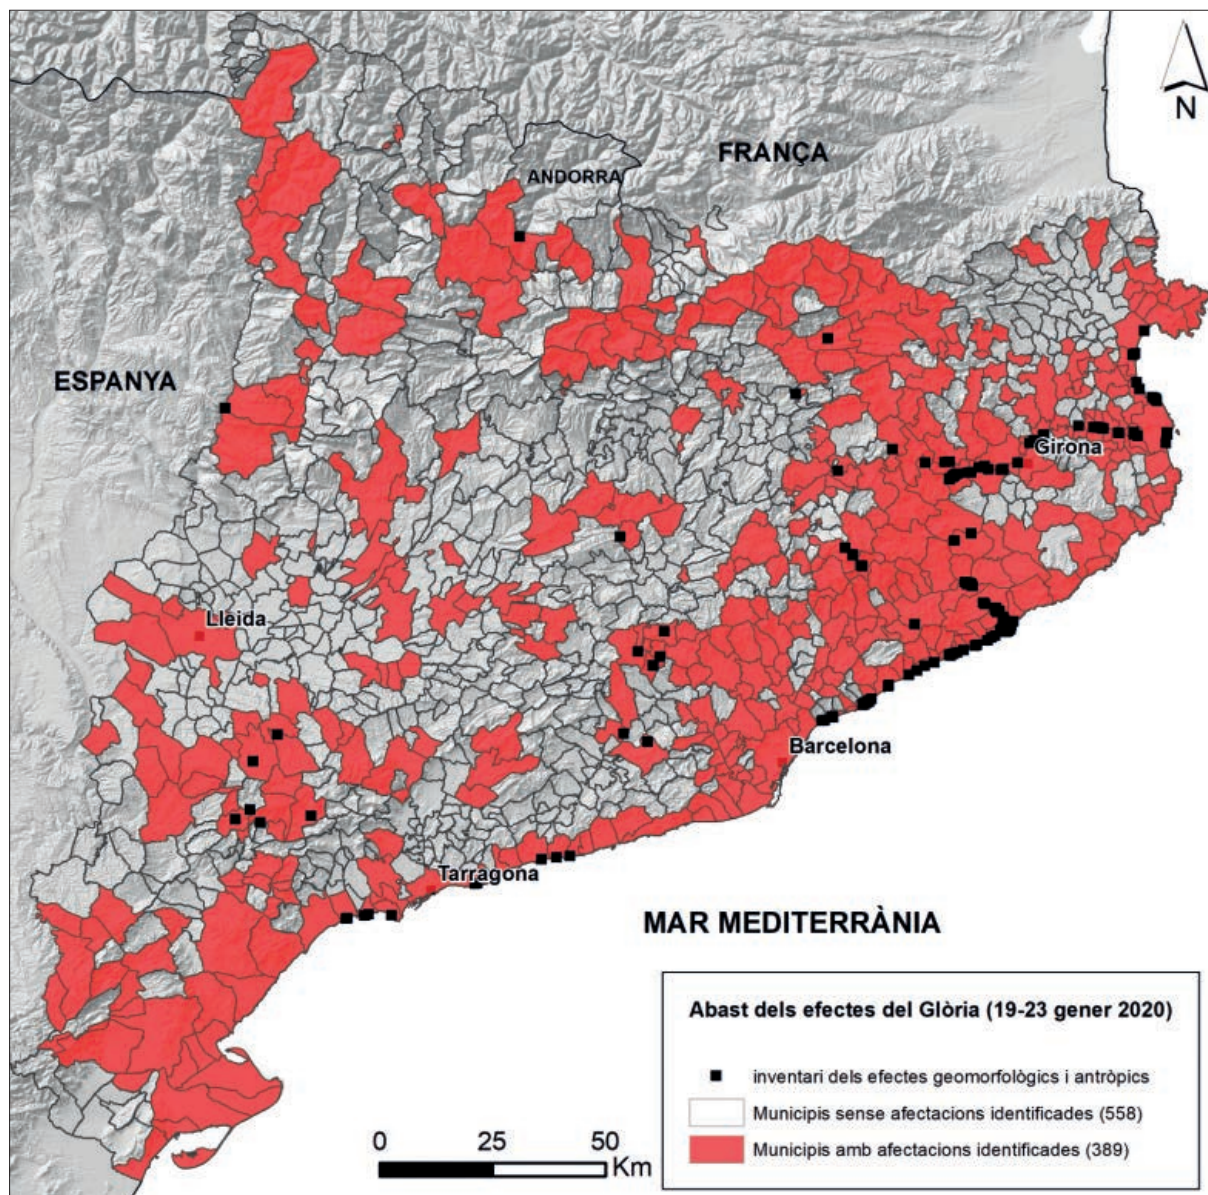 N
FRANÇA
ANDORRA
ESPANYA
Girona
Lleida
Barcelona
Tarragona
MAR MEDITERRÀNIA
Abast dels efectes del Glòria (19-23 gener 2020)
inventari dels efectes geomorfològics i antròpics
Municipis sense afectacions identificades (558)
Municipis amb afectacions identificades (389)
0 25 50
Km